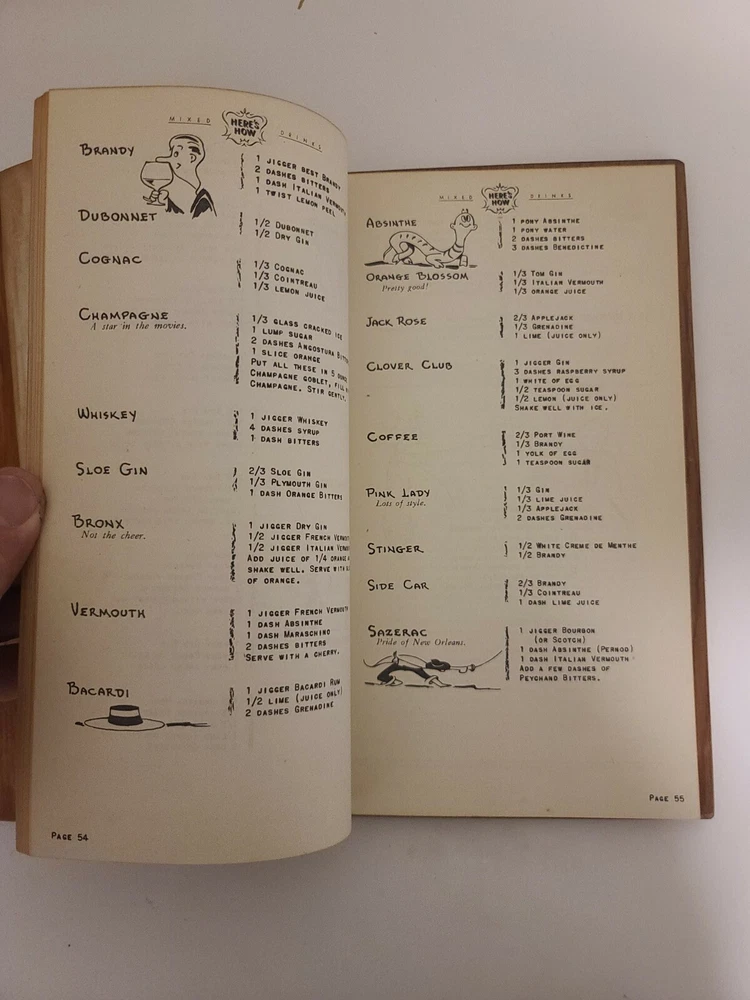 MIXED HERE'S HOW DRINKS
BRANDY
1 JIGGER BEST BRANDY
2 DASHES BITTERS
1 DASH ITALIAN VERMOUTH
1 TWIST LEMON PEEL
DUBONNET
1/2 DUBONNET
1/2 DRY GIN
COGNAC
1/3 COGNAC
1/3 COINTREAU
1/3 LEMON JUICE
CHAMPAGNE
A star in the movies.
1/3 GLASS CRACKED ICE
1 LUMP SUGAR
2 DASHES ANGOSTURA
1 SLICE ORANGE
PUT ALL THESE IN 5
CHAMPAGNE GOBLET, FILL
CHAMPAGNE. STIR GENTLY.
WHISKEY
1 JIGGER WHISKEY
4 DASHES SYRUP
1 DASH BITTERS
SLOE GIN
2/3 SLOE GIN
1/3 PLYMOUTH GIN
1 DASH ORANGE BITTERS
BRONX
Not the cheer.
1 JIGGER DRY GIN
1/2 JIGGER FRENCH
1/2 JIGGER ITALIAN
ADD JUICE OF 1/4 ORANGE
SHAKE WELL. SERVE WITH
OF ORANGE.
VERMOUTH
1 JIGGER FRENCH VERMOUTH
1 DASH ABSINTHE
1 DASH MARASCHINO
2 DASHES BITTERS
SERVE WITH A CHERRY.
BACARDI
1 JIGGER BACARDI RUM
1/2 LIME (JUICE ONLY)
2 DASHES GRENADINE
PAGE 54
MIXED HERE'S HOW DRINKS
ABSINTHE
1 PONY ABSINTHE
1 PONY WATER
2 DASHES BITTERS
3 DASHES BENEDICTINE
ORANGE BLOSSOM
Pretty good!
1/3 TOM GIN
1/3 ITALIAN VERMOUTH
1/3 ORANGE JUICE
JACK ROSE
2/3 APPLEJACK
1/3 GRENADINE
1 LIME (JUICE ONLY)
CLOVER CLUB
1 JIGGER GIN
3 DASHES RASPBERRY SYRUP
1 WHITE OF EGG
1/2 TEASPOON SUGAR
1/2 LEMON (JUICE ONLY)
SHAKE WELL WITH ICE.
COFFEE
2/3 PORT WINE
1/3 BRANDY
1 YOLK OF EGG
1 TEASPOON SUGAR
PINK LADY
Lots of style.
1/3 GIN
1/3 LIME JUICE
1/3 APPLEJACK
2 DASHES GRENADINE
STINGER
1/2 WHITE CREME DE MENTHE
1/2 BRANDY
SIDE CAR
2/3 BRANDY
1/3 COINTREAU
1 DASH LIME JUICE
SAZERAC
Pride of New Orleans.
1 JIGGER BOURBON
(OR SCOTCH)
1 DASH ABSINTHE (PERNOD)
1 DASH ITALIAN VERMOUTH
ADD A FEW DASHES OF
PEYCHAND BITTERS.
PAGE 55